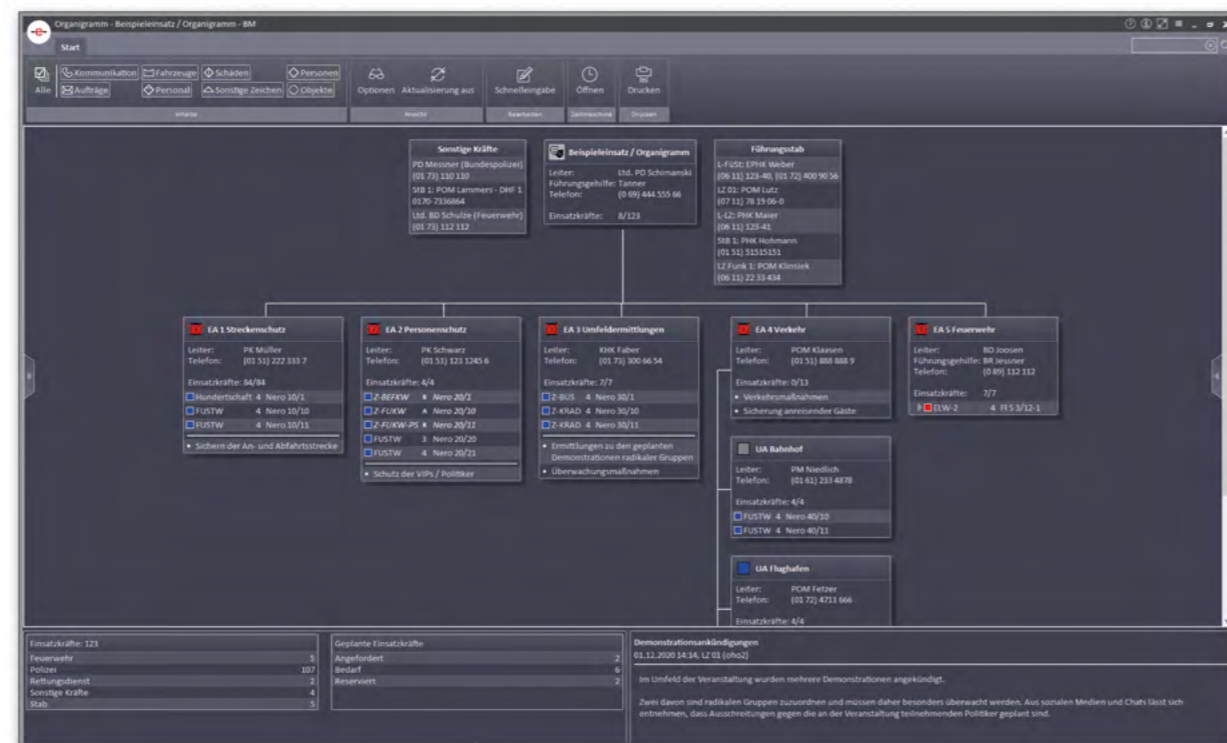 Organigramm - Beispieleinsatz / Organigramm - BM
Start
Alle
Kommunikation Fahrzeuge Schäden Personen
Aufträge Personal Sonstige Zeichen Objekte
Optionen Aktualisierung aus Schnelleingabe Öffnen Drucken
Inhalte Ansicht Bearbeiten Zeitmaschine Drucken
Sonstige Kräfte
PD Messner (Bundespolizei)
(01 73) 110 110
StB 1: POM Lammers - DHF 1
0170-7336864
Ltd. BD Schulze (Feuerwehr)
(01 73) 112 112
Beispieleinsatz / Organigramm
Leiter: Ltd. PD Schimanski
Führungsgehilfe: Tanner
Telefon: (0 69) 444 555 66
Einsatzkräfte: 8/123
Führungsstab
L-FüSt: EPHK Weber
(06 11) 123-40, (01 72) 400 90 56
LZ 01: POM Lutz
(07 11) 78 19 06-0
L-LZ: PHK Maier
(06 11) 123-41
StB 1: PHK Hofmann
(01 51) 51515151
LZ Funk 1: POM Klinsiek
(06 11) 22 33 434
EA 1 Streckenschutz
Leiter: PK Müller
Telefon: (01 51) 222 333 7
Einsatzkräfte: 84/84
Hundertschaft 4 Nero 10/1
FUSTW 4 Nero 10/10
FUSTW 4 Nero 10/11
• Sichern der An- und Abfahrtsstrecke
EA 2 Personenschutz
Leiter: PK Schwarz
Telefon: (01 51) 123 1245 6
Einsatzkräfte: 4/4
Z-BEFKW Nero 20/1
Z-FUKW Nero 20/10
Z-FUKW-PS Nero 20/11
FUSTW 3 Nero 20/20
FUSTW 4 Nero 20/21
• Schutz der VIPs / Politiker
EA 3 Umfeldermittlungen
Leiter: KHK Faber
Telefon: (01 73) 300 66 54
Einsatzkräfte: 7/7
Z-BUS 4 Nero 30/1
Z-KRAD 4 Nero 30/10
Z-KRAD 4 Nero 30/11
• Ermittlungen zu den geplanten
Demonstrationen radikaler Gruppen
• Überwachungsmaßnahmen
EA 4 Verkehr
Leiter: POM Klaasen
Telefon: (01 51) 888 888 9
Einsatzkräfte: 0/13
• Verkehrsmaßnahmen
• Sicherung anreisender Gäste
EA 5 Feuerwehr
Leiter: BD Joosen
Führungsgehilfe: BR Jessner
Telefon: (0 89) 112 112
Einsatzkräfte: 7/7
ELW-2 4 Fl S 3/12-1
UA Bahnhof
Leiter: PM Niedlich
Telefon: (01 61) 233 4878
Einsatzkräfte: 4/4
FUSTW 4 Nero 40/10
FUSTW 4 Nero 40/11
UA Flughafen
Leiter: POM Fetzer
Telefon: (01 72) 4711 666
Einsatzkräfte: 4/4
Einsatzkräfte: 123
Feuerwehr 5
Polizei 107
Rettungsdienst 2
Sonstige Kräfte 4
Stab 5
Geplante Einsatzkräfte
Angefordert 2
Bedarf 6
Reserviert 2
Demonstrationsankündigungen
01.12.2020 14:14, LZ 01 (oho2)
Im Umfeld der Veranstaltung wurden mehrere Demonstrationen angekündigt.
Zwei davon sind radikalen Gruppen zuzuordnen und müssen daher besonders überwacht werden. Aus sozialen Medien und Chats lässt sich
entnehmen, dass Ausschreitungen gegen die an der Veranstaltung teilnehmenden Politiker geplant sind.